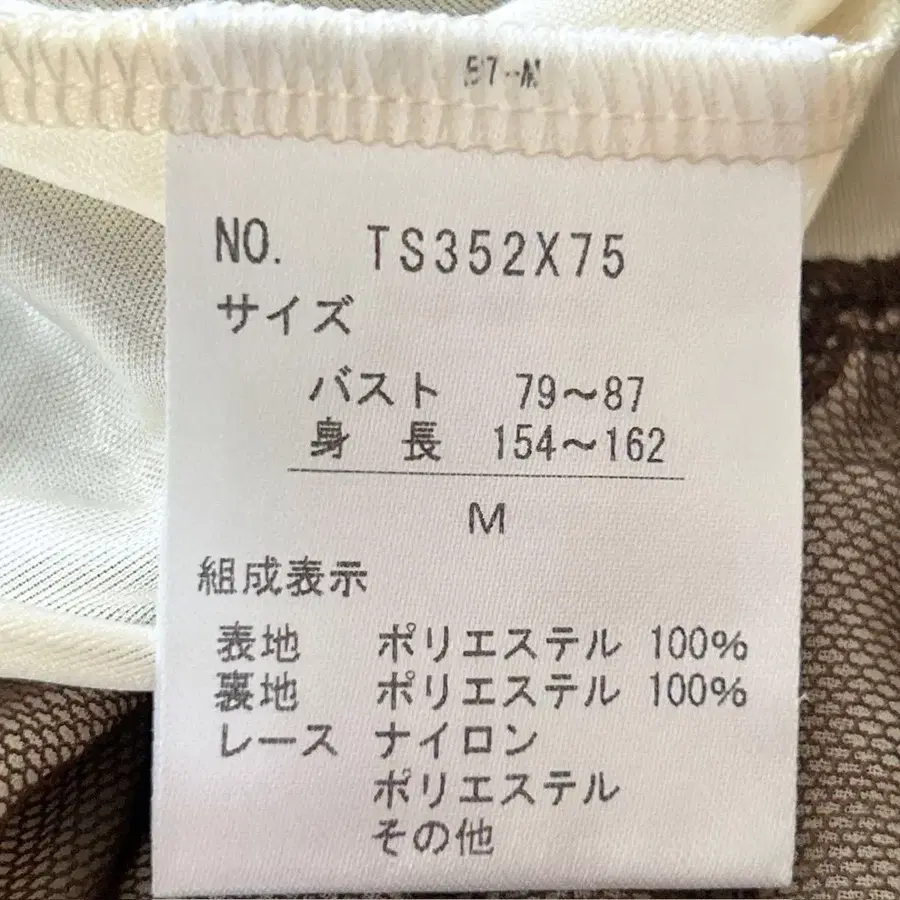 57-M
NO. TS352X75
サイズ
バスト 79〜87
身長 154〜162
M
組成表示
表地 ポリエステル 100%
裏地 ポリエステル 100%
レース ナイロン
ポリエステル
その他